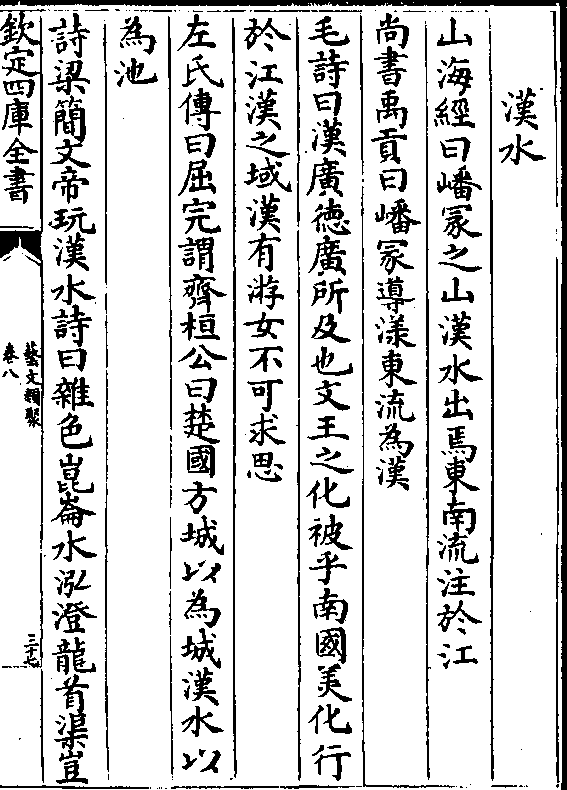 漢水
山海經曰嶓冢之山漢水出焉東南流注於江
尚書禹貢曰嶓冢導漾東流為漢
毛詩曰漢廣徳廣所及也文王之化被乎南國美化行
於江漢之域漢有游女不可求思
左氏傳曰屈完謂齊桓公曰楚國方城以為城漢水以
為池
詩梁簡文帝玩漢水詩曰雜色崑崙水泓澄龍首渠豈
欽定四庫全書
藝文類聚
卷八
三十七